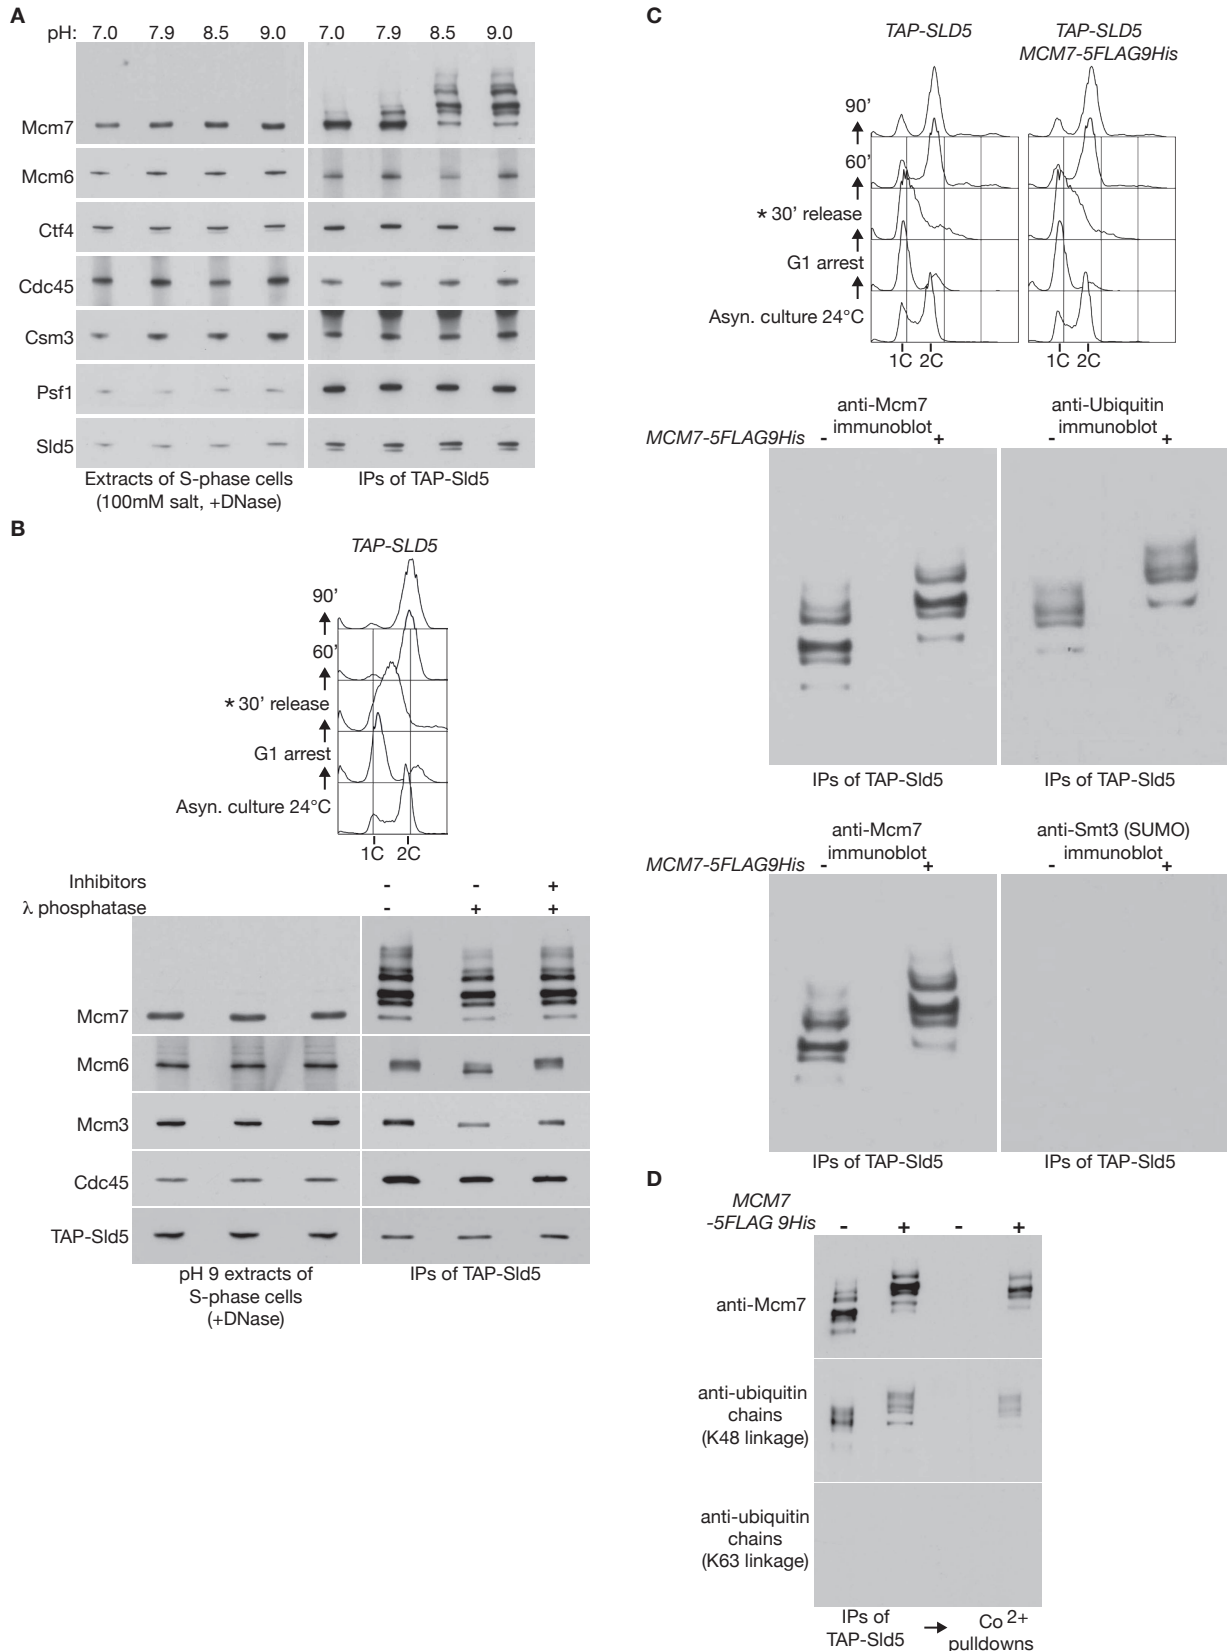 A
pH: 7.0 7.9 8.5 9.0 7.0 7.9 8.5 9.0
Mcm7
Mcm6
Ctf4
Cdc45
Csm3
Psf1
Sld5
Extracts of S-phase cells
(100mM salt, +DNase)
IPs of TAP-Sld5
B
TAP-SLD5
90’
60’
* 30’ release
G1 arrest
Asyn. culture 24°C
1C 2C
Inhibitors - - +
λ phosphatase - + +
Mcm7
Mcm6
Mcm3
Cdc45
TAP-Sld5
pH 9 extracts of
S-phase cells
(+DNase)
IPs of TAP-Sld5
C
TAP-SLD5
TAP-SLD5
MCM7-5FLAG9His
90’
60’
* 30’ release
G1 arrest
Asyn. culture 24°C
1C 2C 1C 2C
anti-Mcm7
immunoblot
anti-Ubiquitin
immunoblot
MCM7-5FLAG9His - + - +
IPs of TAP-Sld5 IPs of TAP-Sld5
anti-Mcm7
immunoblot
anti-Smt3 (SUMO)
immunoblot
MCM7-5FLAG9His - + - +
IPs of TAP-Sld5 IPs of TAP-Sld5
D
MCM7
-5FLAG 9His - + - +
anti-Mcm7
anti-ubiquitin
chains
(K48 linkage)
anti-ubiquitin
chains
(K63 linkage)
IPs of
TAP-Sld5
→
Co 2+
pulldowns